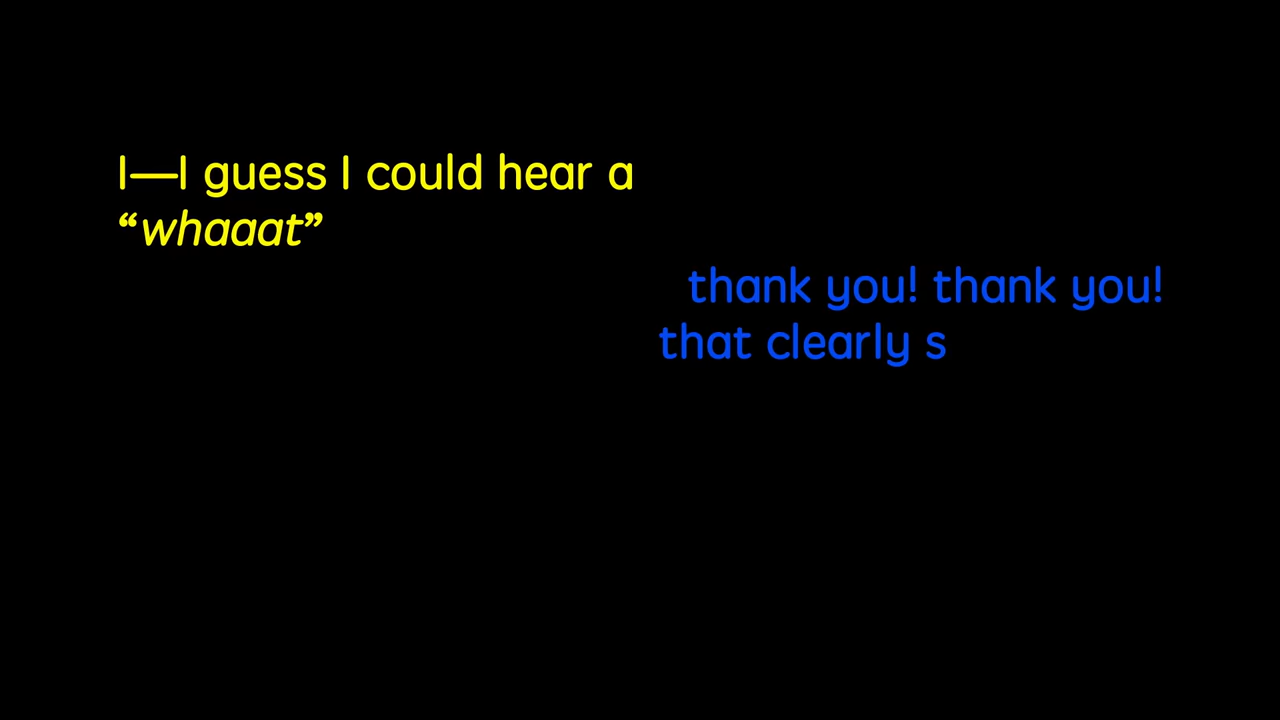 I—I guess I could hear a
“whaaat”
thank you! thank you!
that clearly s